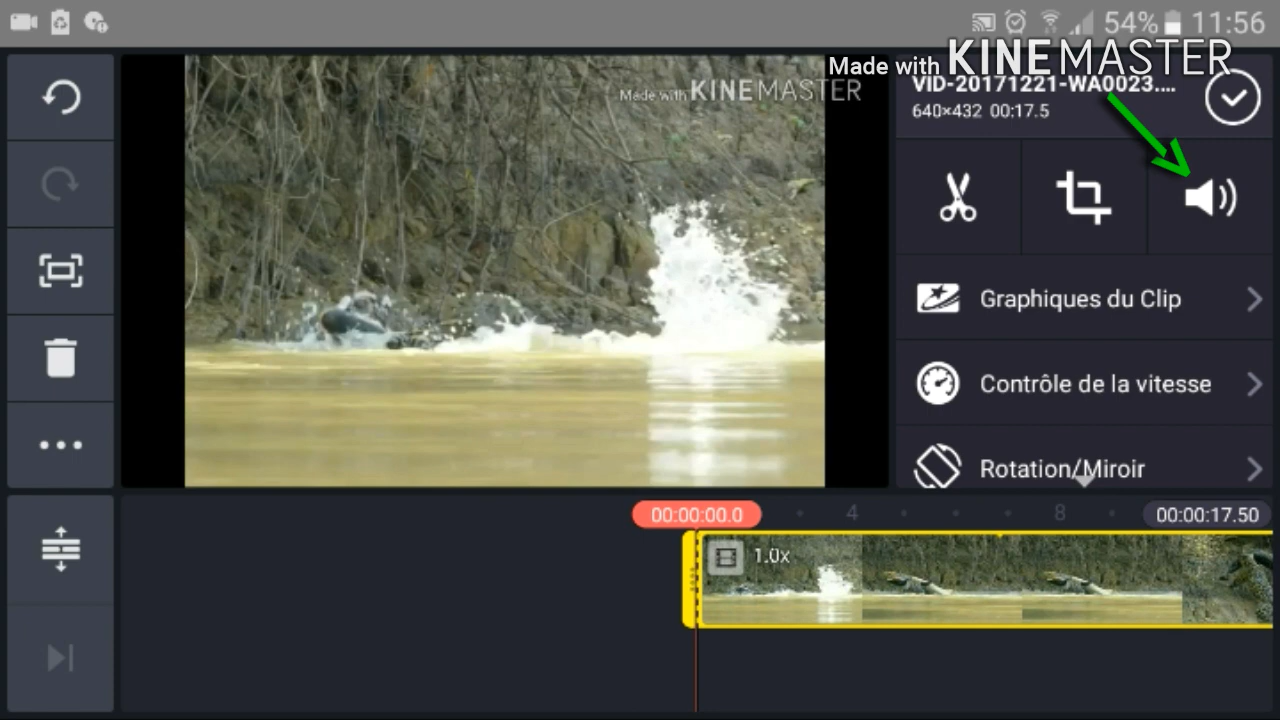 54% 11:56
Made with KINEMASTER
Made with KINEMASTER
VID-20171221-WA0023....
640×432 00:17.5
Graphiques du Clip
Contrôle de la vitesse
Rotation/Miroir
00:00:00.0 4 8 00:00:17.50
1.0x